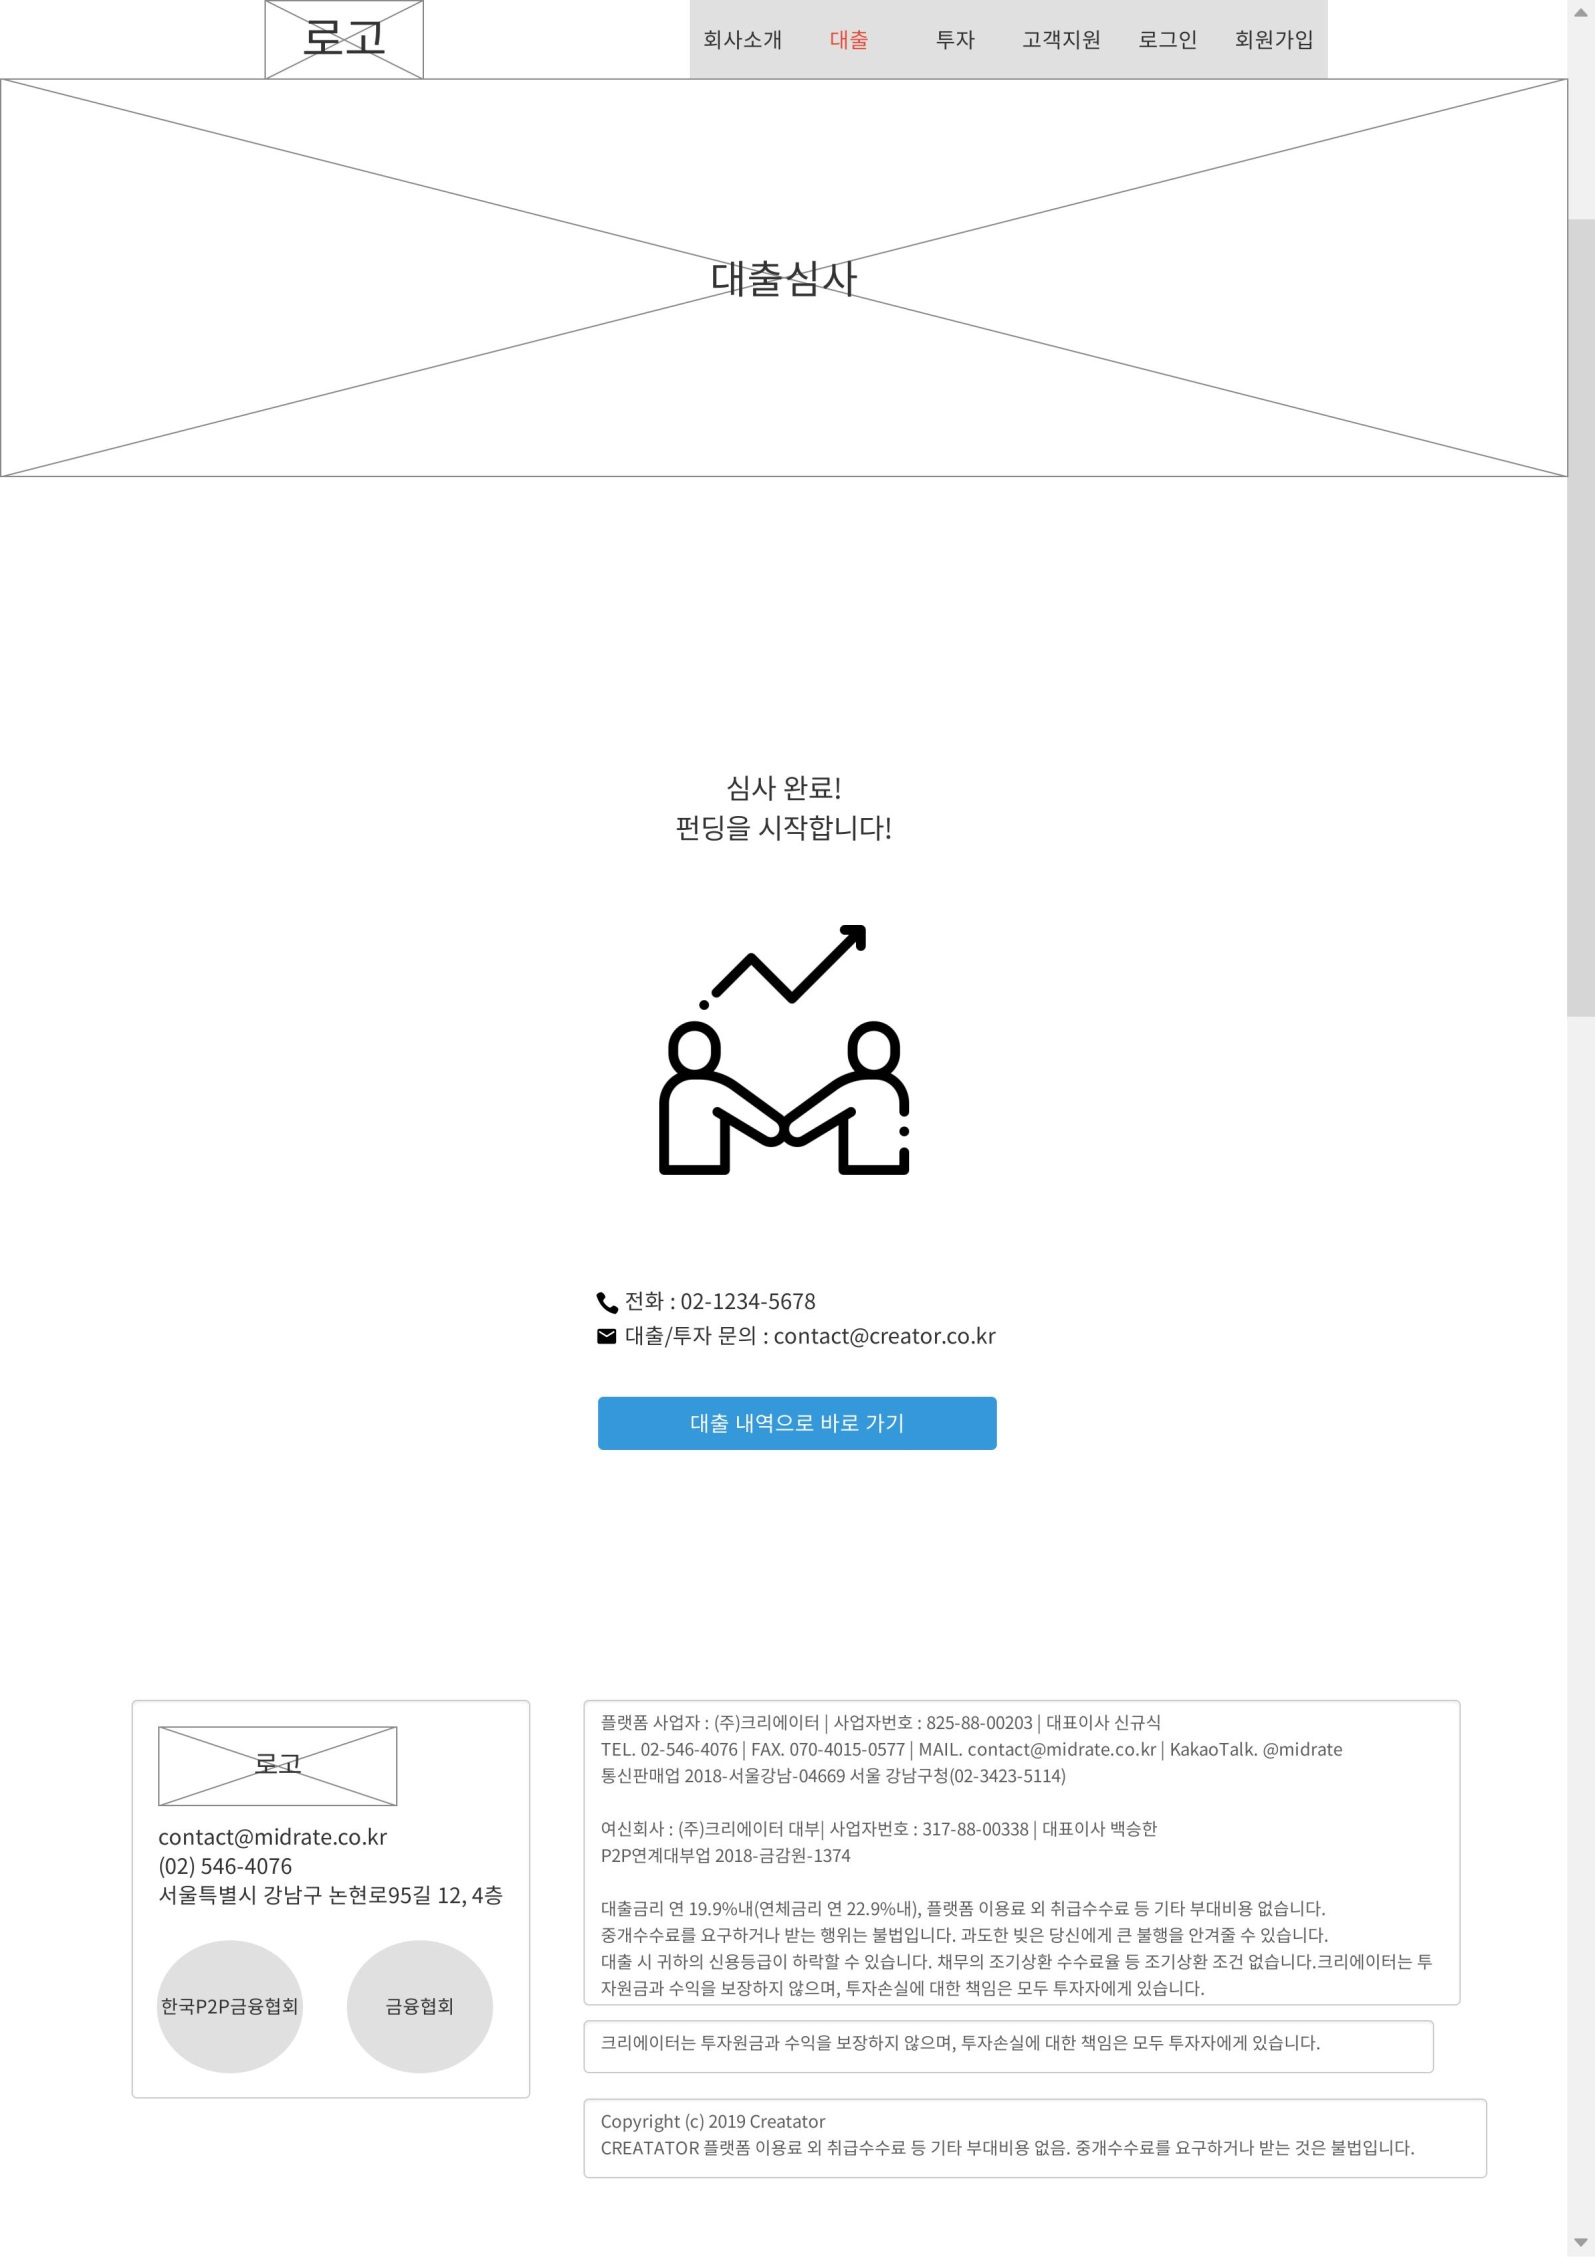 로고
회사소개 대출 투자 고객지원 로그인 회원가입
대출심사
심사 완료!
펀딩을 시작합니다!
전화 : 02-1234-5678
대출/투자 문의 : contact@creator.co.kr
대출 내역으로 바로 가기
로고
contact@midrate.co.kr
(02) 546-4076
서울특별시 강남구 논현로95길 12, 4층
한국P2P금융협회
금융협회
플랫폼 사업자 : (주)크리에이터 | 사업자번호 : 825-88-00203 | 대표이사 신규식
TEL. 02-546-4076 | FAX. 070-4015-0577 | MAIL. contact@midrate.co.kr | KakaoTalk. @midrate
통신판매업 2018-서울강남-04669 서울 강남구청(02-3423-5114)
여신회사 : (주)크리에이터 대부| 사업자번호 : 317-88-00338 | 대표이사 백승한
P2P연계대부업 2018-금감원-1374
대출금리 연 19.9%내(연체금리 연 22.9%내), 플랫폼 이용료 외 취급수수료 등 기타 부대비용 없습니다.
중개수수료를 요구하거나 받는 행위는 불법입니다. 과도한 빚은 당신에게 큰 불행을 안겨줄 수 있습니다.
대출 시 귀하의 신용등급이 하락할 수 있습니다. 채무의 조기상환 수수료율 등 조기상환 조건 없습니다.크리에이터는 투
자원금과 수익을 보장하지 않으며, 투자손실에 대한 책임은 모두 투자자에게 있습니다.
크리에이터는 투자원금과 수익을 보장하지 않으며, 투자손실에 대한 책임은 모두 투자자에게 있습니다.
Copyright (c) 2019 Creatator
CREATATOR 플랫폼 이용료 외 취급수수료 등 기타 부대비용 없음. 중개수수료를 요구하거나 받는 것은 불법입니다.